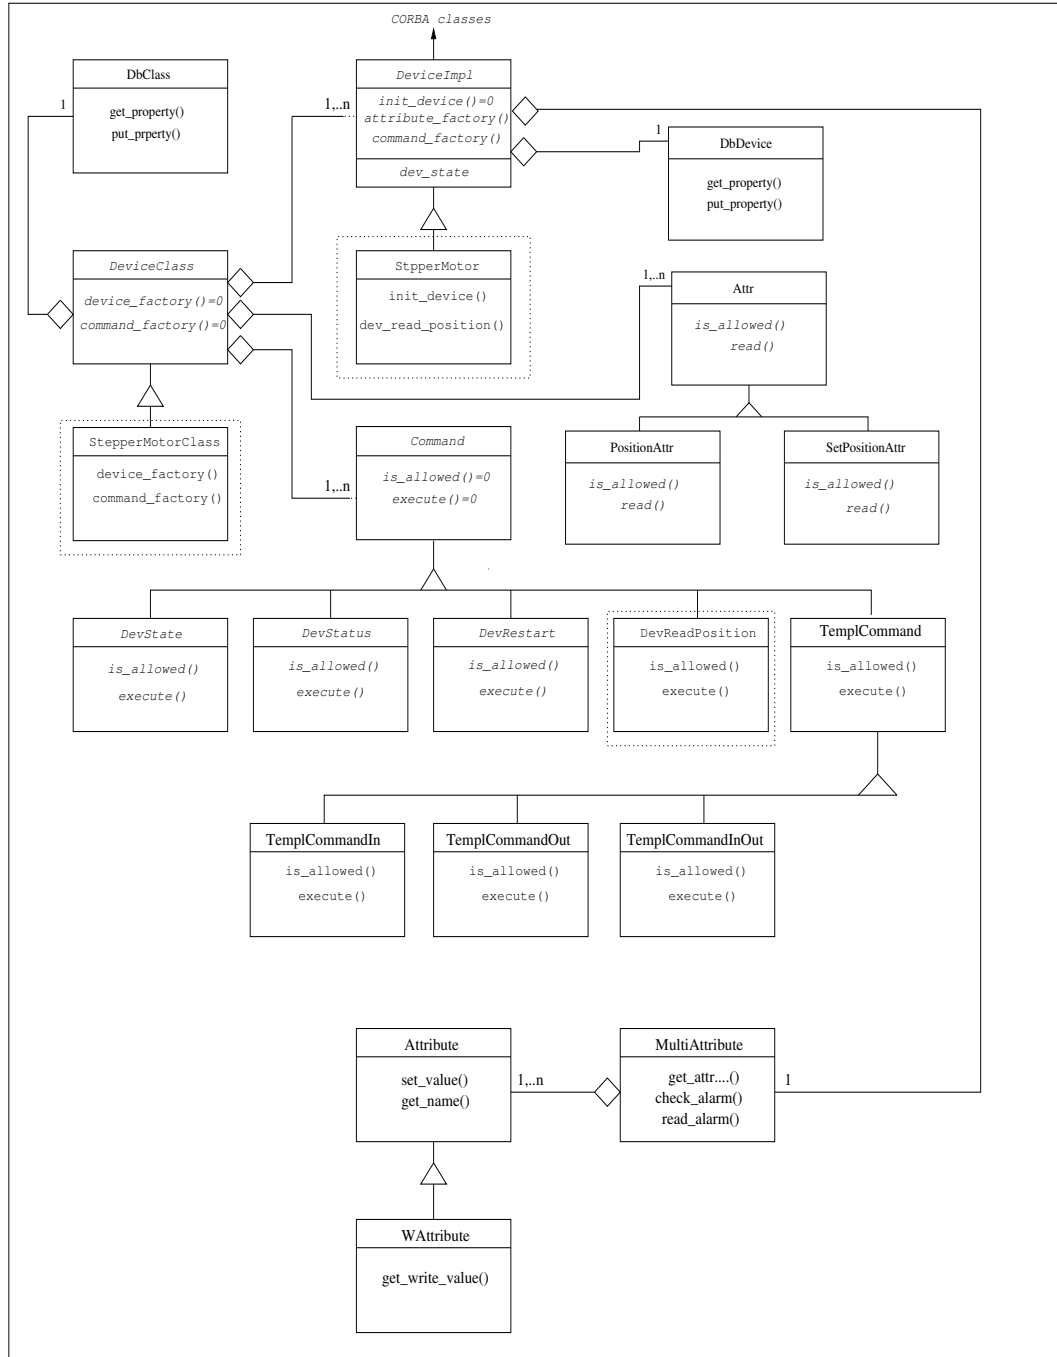 CORBA classes
DbClass
get_property()
put_prperty()
1
DeviceImpl
init_device()=0
attribute_factory()
command_factory()
dev_state
1,..n
1
DbDevice
get_property()
put_property()
DeviceClass
device_factory()=0
command_factory()=0
StpperMotor
init_device()
dev_read_position()
1,..n
Attr
is_allowed()
read()
StepperMotorClass
device_factory()
command_factory()
Command
is_allowed()=0
execute()=0
1,..n
PositionAttr
is_allowed()
read()
SetPositionAttr
is_allowed()
read()
DevState
is_allowed()
execute()
DevStatus
is_allowed()
execute()
DevRestart
is_allowed()
execute()
DevReadPosition
is_allowed()
execute()
TemplCommand
is_allowed()
execute()
TemplCommandIn
is_allowed()
execute()
TemplCommandOut
is_allowed()
execute()
TemplCommandInOut
is_allowed()
execute()
Attribute
set_value()
get_name()
1,..n
MultiAttribute
get_attr....()
check_alarm()
read_alarm()
1
WAttribute
get_write_value()